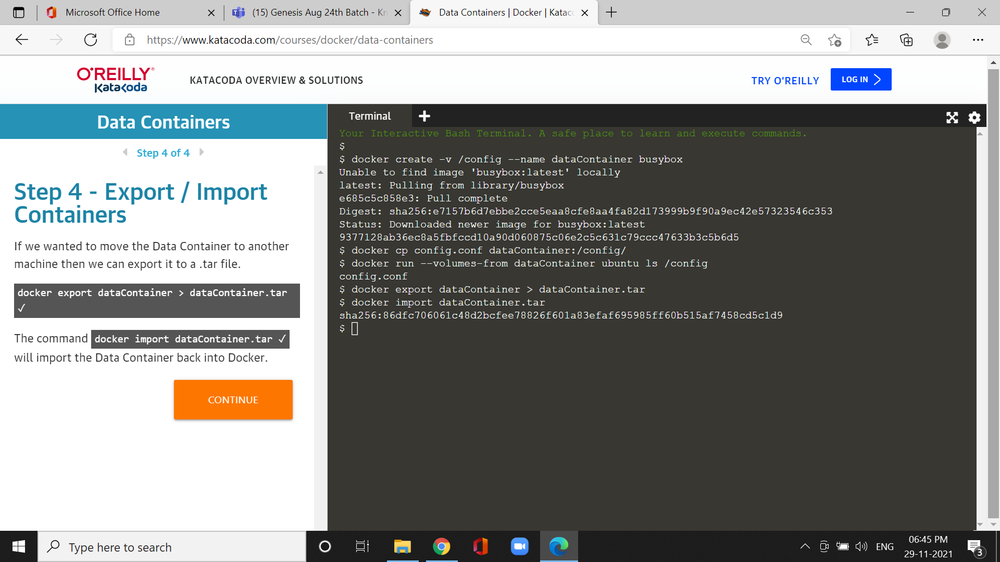 Microsoft Office Home
(15) Genesis Aug 24th Batch - Kn
Data Containers | Docker | Katac
https://www.katacoda.com/courses/docker/data-containers
O'REILLY®
Katacoda
KATACODA OVERVIEW & SOLUTIONS
TRY O'REILLY
LOG IN
Data Containers
Step 4 of 4
Step 4 - Export / Import
Containers
If we wanted to move the Data Container to another
machine then we can export it to a .tar file.
docker export dataContainer > dataContainer.tar
✓
The command docker import dataContainer.tar ✓
will import the Data Container back into Docker.
CONTINUE
Terminal
Your Interactive Bash Terminal. A safe place to learn and execute commands.
$
$ docker create -v /config --name dataContainer busybox
Unable to find image 'busybox:latest' locally
latest: Pulling from library/busybox
e685c5c858e3: Pull complete
Digest: sha256:e7157b6d7ebbe2cce5eaa8cfe8aa4fa82d173999b9f90a9ec42e57323546c353
Status: Downloaded newer image for busybox:latest
9377128ab36ec8a5fbfccd10a90d060875c06e2c5c631c79ccc47633b3c5b6d5
$ docker cp config.conf dataContainer:/config/
$ docker run --volumes-from dataContainer ubuntu ls /config
config.conf
$ docker export dataContainer > dataContainer.tar
$ docker import dataContainer.tar
sha256:86dfc706061c48d2bcfee78826f601a83efaf695985ff60b515af7458cd5c1d9
$
Type here to search
ENG
06:45 PM
29-11-2021
3